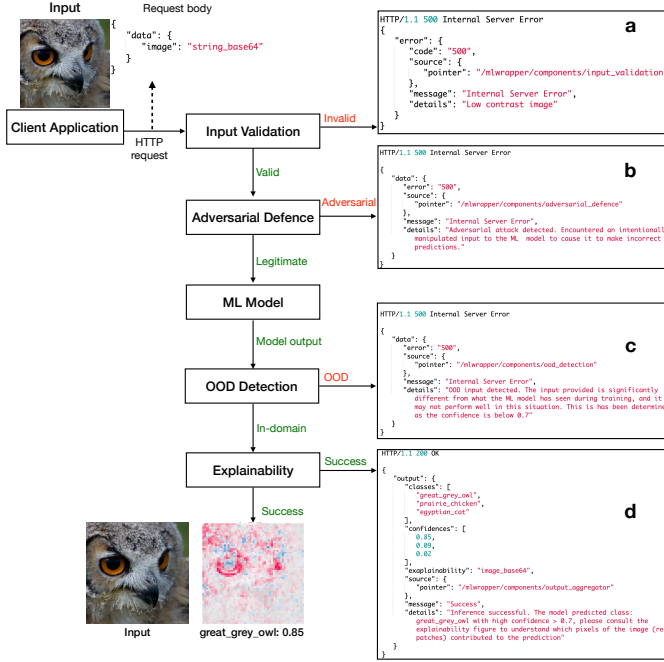 Input
Request body
{
"data": {
"image": "string_base64"
}
}
Client Application
HTTP
request
Input Validation
Invalid
Valid
Adversarial Defence
Adversarial
Legitimate
ML Model
Model output
OOD Detection
OOD
In-domain
Explainability
Success
Success
Input
great_grey_owl: 0.85
a
HTTP/1.1 500 Internal Server Error
{
"error": {
"code": "500",
"source": {
"pointer": "/mlwrapper/components/input_validation
},
"message": "Internal Server Error",
"details": "Low contrast image"
}
}
b
HTTP/1.1 500 Internal Server Error
{
"data": {
"error": "500",
"source": {
"pointer": "/mlwrapper/components/adversarial_defence"
},
"message": "Internal Server Error",
"details": "Adversarial attack detected. Encountered an intentionall
manipulated input to the ML model to cause it to make incorrect
predictions."
}
}
c
HTTP/1.1 500 Internal Server Error
{
"data": {
"error": "500",
"source": {
"pointer": "/mlwrapper/components/ood_detection"
},
"message": "Internal Server Error",
"details": "OOD input detected. The input provided is significantly
different from what the ML model has seen during training, and it
may not perform well in this situation. This is has been determine
as the confidence is below 0.7"
}
}
d
HTTP/1.1 200 OK
{
"output": {
"classes": [
"great_grey_owl",
"prairie_chicken",
"egyptian_cat"
],
"confidences": [
0.85,
0.09,
0.02
],
"exaplainability": "image_base64",
"source": {
"pointer": "/mlwrapper/components/output_aggregator"
},
"message": "Success",
"details": "Inference successful. The model predicted class:
great_grey_owl with high confidence > 0.7, please consult the
explainability figure to understand which pixels of the image (re
patches) contributed to the prediction"
}
}